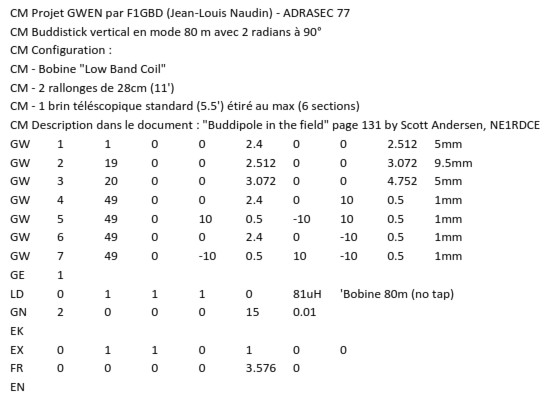 CM Projet GWEN par F1GBD (Jean-Louis Naudin) - ADRASEC 77
CM Buddistick vertical en mode 80 m avec 2 radians à 90°
CM Configuration :
CM - Bobine "Low Band Coil"
CM - 2 rallonges de 28cm (11')
CM - 1 brin téléscopique standard (5.5') étiré au max (6 sections)
CM Description dans le document : "Buddipole in the field" page 131 by Scott Andersen, NE1RDCE
GW 1 1 0 0 2.4 0 0 2.512 5mm
GW 2 19 0 0 2.512 0 0 3.072 9.5mm
GW 3 20 0 0 3.072 0 0 4.752 5mm
GW 4 49 0 0 2.4 0 10 0.5 1mm
GW 5 49 0 10 0.5 -10 10 0.5 1mm
GW 6 49 0 0 2.4 0 -10 0.5 1mm
GW 7 49 0 -10 0.5 10 -10 0.5 1mm
GE 1
LD 0 1 1 1 0 81uH 'Bobine 80m (no tap)
GN 2 0 0 0 15 0.01
EK
EX 0 1 1 0 1 0 0
FR 0 0 0 0 3.576 0
EN